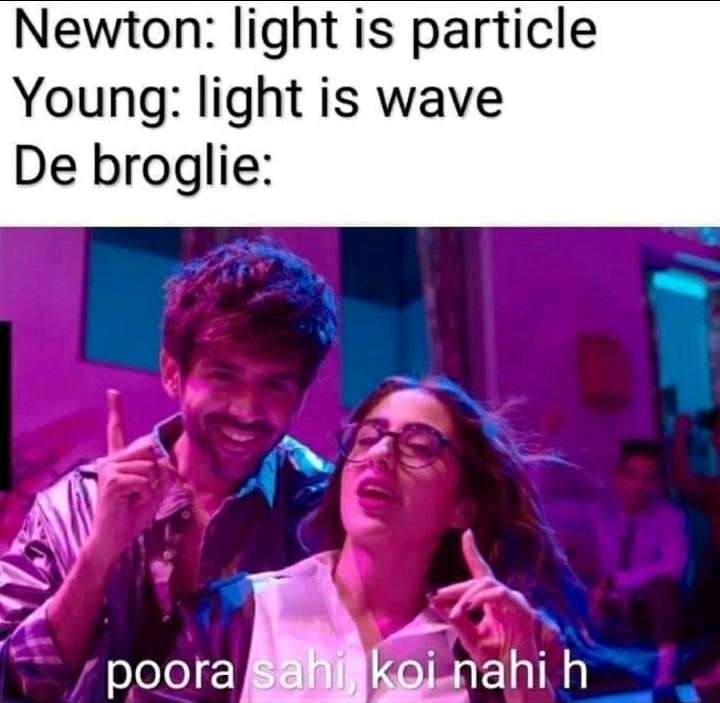 Newton: light is particle
Young: light is wave
De broglie:
poora sahi, koi nahi h